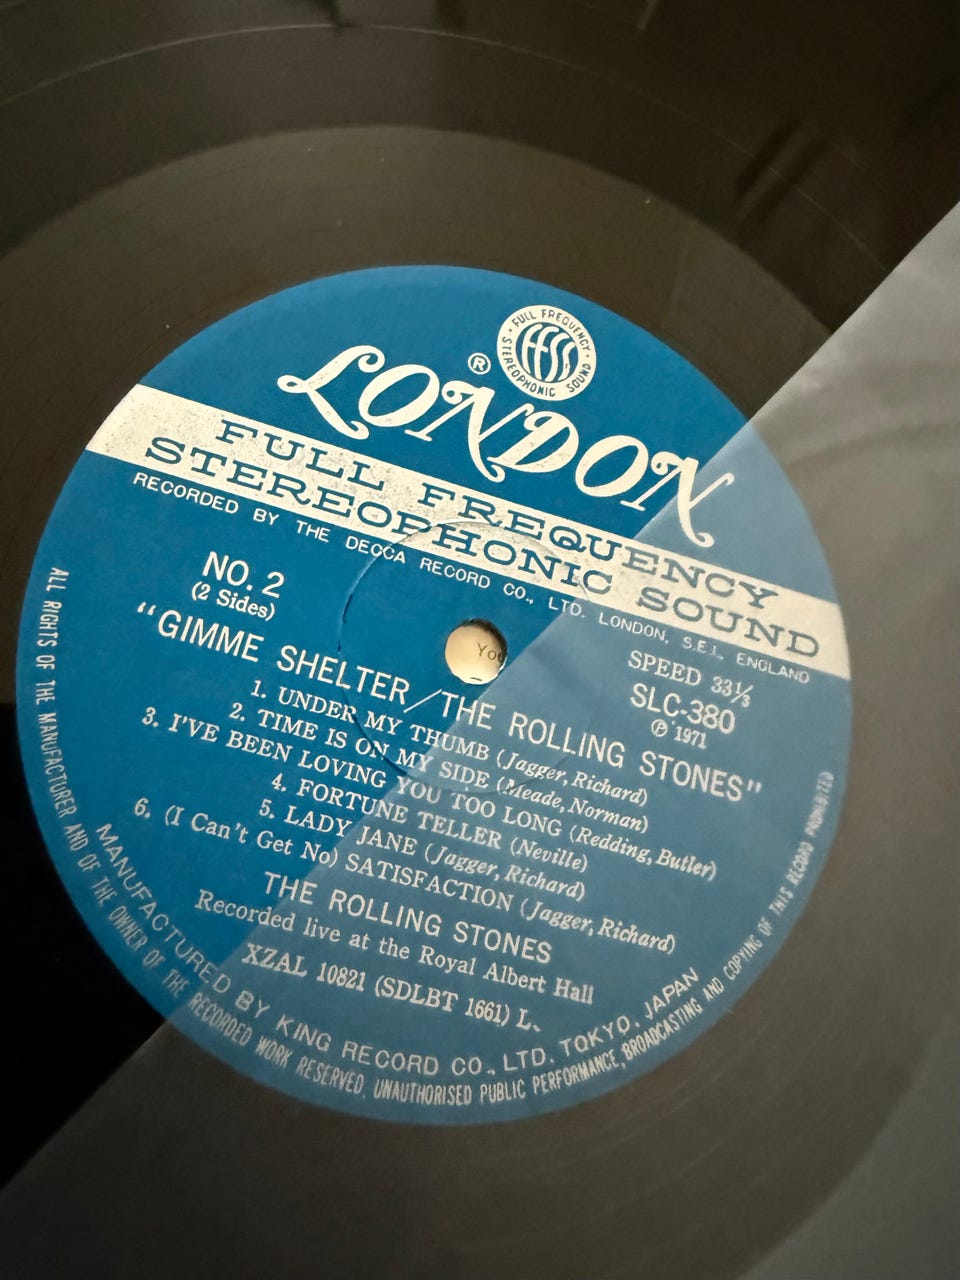 FULL FREQUENCY
STEREOPHONIC SOUND
ffss
®
LONDON
FULL FREQUENCY
STEREOPHONIC SOUND
RECORDED BY THE DECCA RECORD CO., LTD. LONDON, S.E.I., ENGLAND
NO. 2
(2 Sides)
SPEED 33⅓
SLC-380
Ⓟ 1971
"GIMME SHELTER/THE ROLLING STONES"
1. UNDER MY THUMB (Jagger, Richard)
2. TIME IS ON MY SIDE (Meade, Norman)
3. I'VE BEEN LOVING YOU TOO LONG (Redding, Butler)
4. FORTUNE TELLER (Neville)
5. LADY JANE (Jagger, Richard)
6. (I Can't Get No) SATISFACTION (Jagger, Richard)
THE ROLLING STONES
Recorded live at the Royal Albert Hall
XZAL 10821 (SDLBT 1661) L.
MANUFACTURED BY KING RECORD CO., LTD. TOKYO, JAPAN
ALL RIGHTS OF THE MANUFACTURER AND OF THE OWNER OF THE RECORDED WORK RESERVED. UNAUTHORISED PUBLIC PERFORMANCE, BROADCASTING AND COPYING OF THIS RECORD PROHIBITED